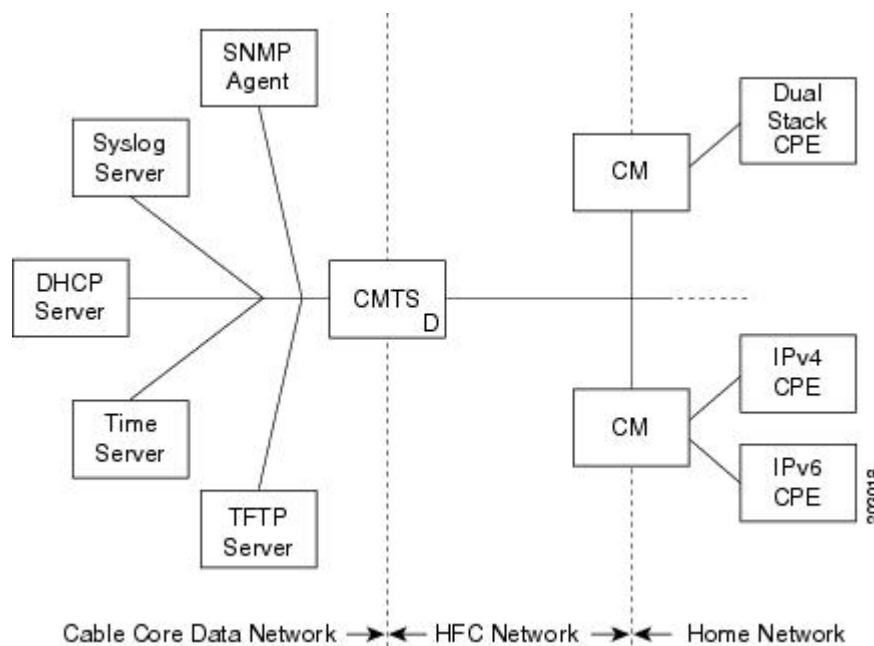 SNMP
Agent
Syslog
Server
DHCP
Server
Time
Server
TFTP
Server
CMTS
D
CM
Dual
Stack
CPE
CM
IPv4
CPE
IPv6
CPE
203018
Cable Core Data Network
HFC Network
Home Network